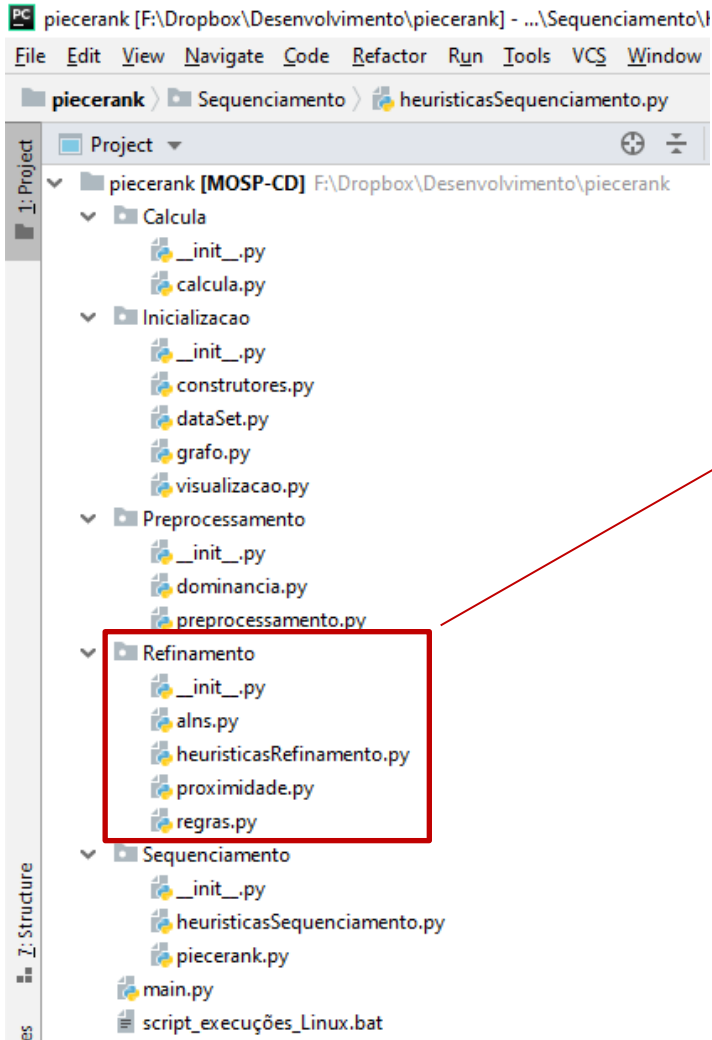 PC piecerank [F:\Dropbox\Desenvolvimento\piecerank] - ...\Sequenciamento\
File Edit View Navigate Code Refactor Run Tools VCS Window
piecerank Sequenciamento heuristicasSequenciamento.py
1: Project
Project
piecerank [MOSP-CD] F:\Dropbox\Desenvolvimento\piecerank
Calcula
__init__.py
calcula.py
Inicializacao
__init__.py
construtores.py
dataSet.py
grafo.py
visualizacao.py
Preprocessamento
__init__.py
dominancia.py
preprocessamento.py
Refinamento
__init__.py
alns.py
heuristicasRefinamento.py
proximidade.py
regras.py
Sequenciamento
__init__.py
heuristicasSequenciamento.py
piecerank.py
main.py
script_execuções_Linux.bat
7: Structure
es